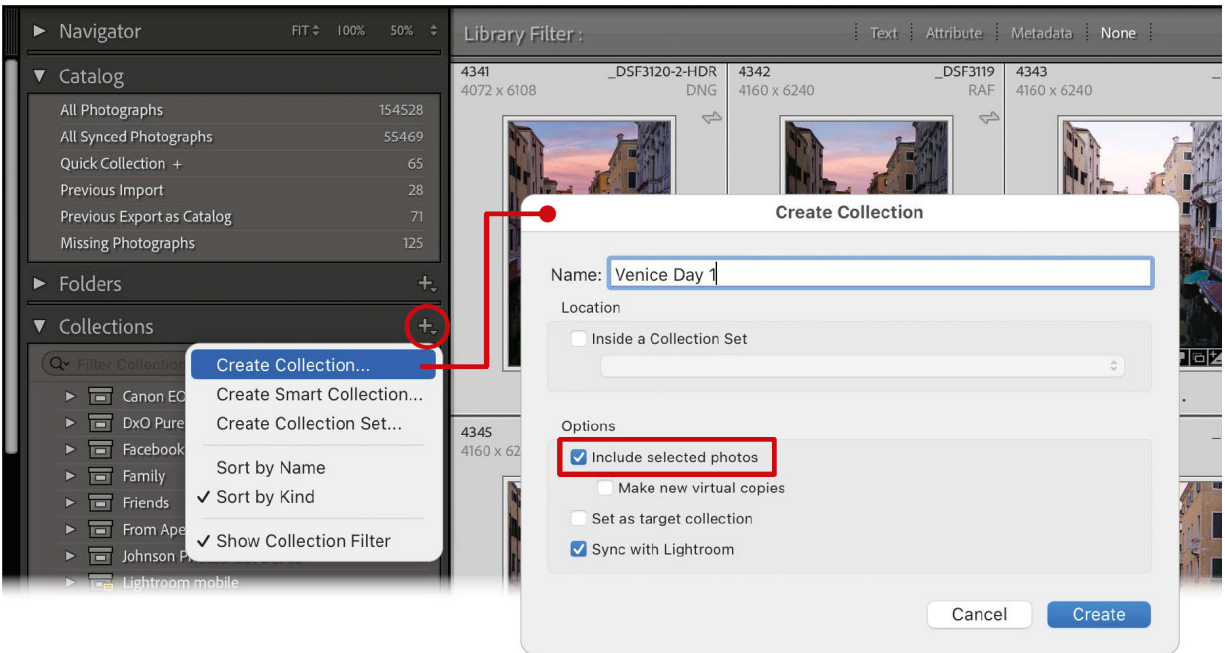 Navigator FIT 100% 50%
Catalog
All Photographs 154528
All Synced Photographs 55469
Quick Collection + 65
Previous Import 28
Previous Export as Catalog 71
Missing Photographs 125
Folders
Collections
Filter Collection
Canon EO
DxO Pure
Facebook
Family
Friends
From Ape
Johnson P
Lightroom mobile
Create Collection...
Create Smart Collection...
Create Collection Set...
Sort by Name
✓ Sort by Kind
✓ Show Collection Filter
Library Filter : Text Attribute Metadata None
4341 _DSF3120-2-HDR
4072 x 6108 DNG
4342 _DSF3119
4160 x 6240 RAF
4343
4160 x 6240
4345
4160 x 62
Create Collection
Name: Venice Day 1
Location
Inside a Collection Set
Options
Include selected photos
Make new virtual copies
Set as target collection
Sync with Lightroom
Cancel Create